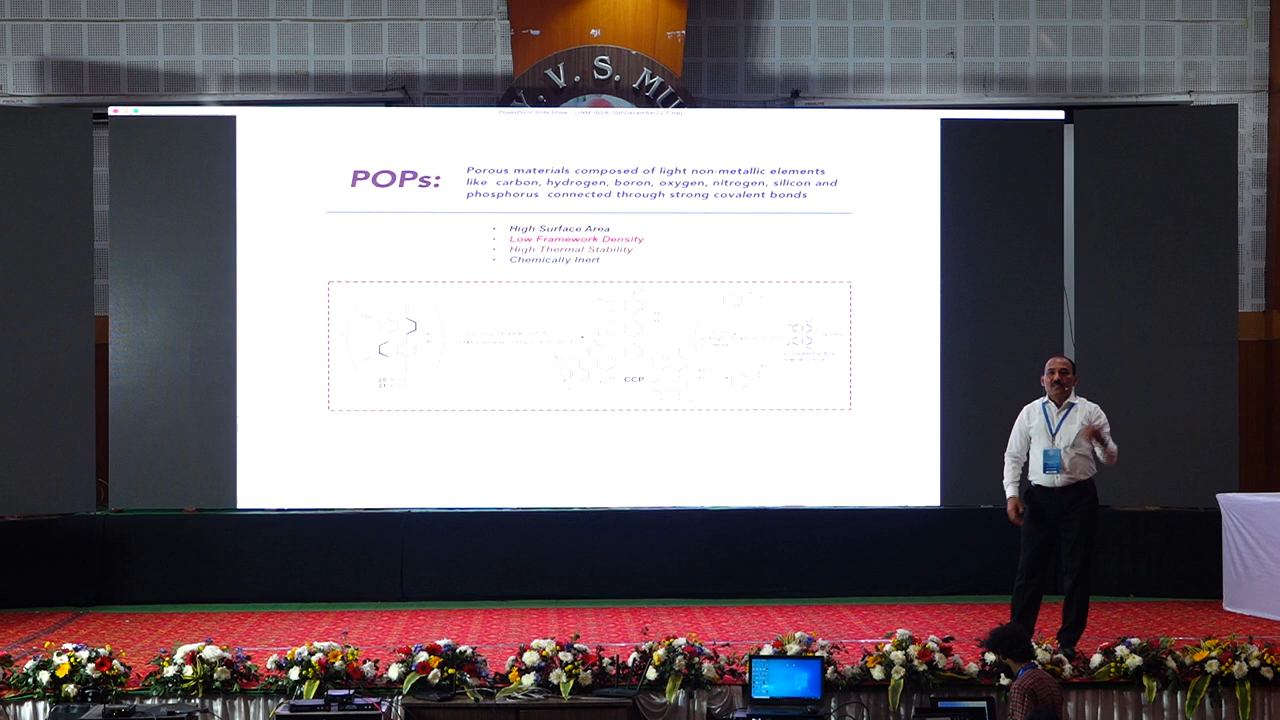 .V.S.MU
POPs:
Porous materials composed of light non-metallic elements
like carbon, hydrogen, boron, oxygen, nitrogen, silicon and
phosphorus connected through strong covalent bonds
• High Surface Area
• Low Framework Density
• High Thermal Stability
• Chemically Inert
CCP